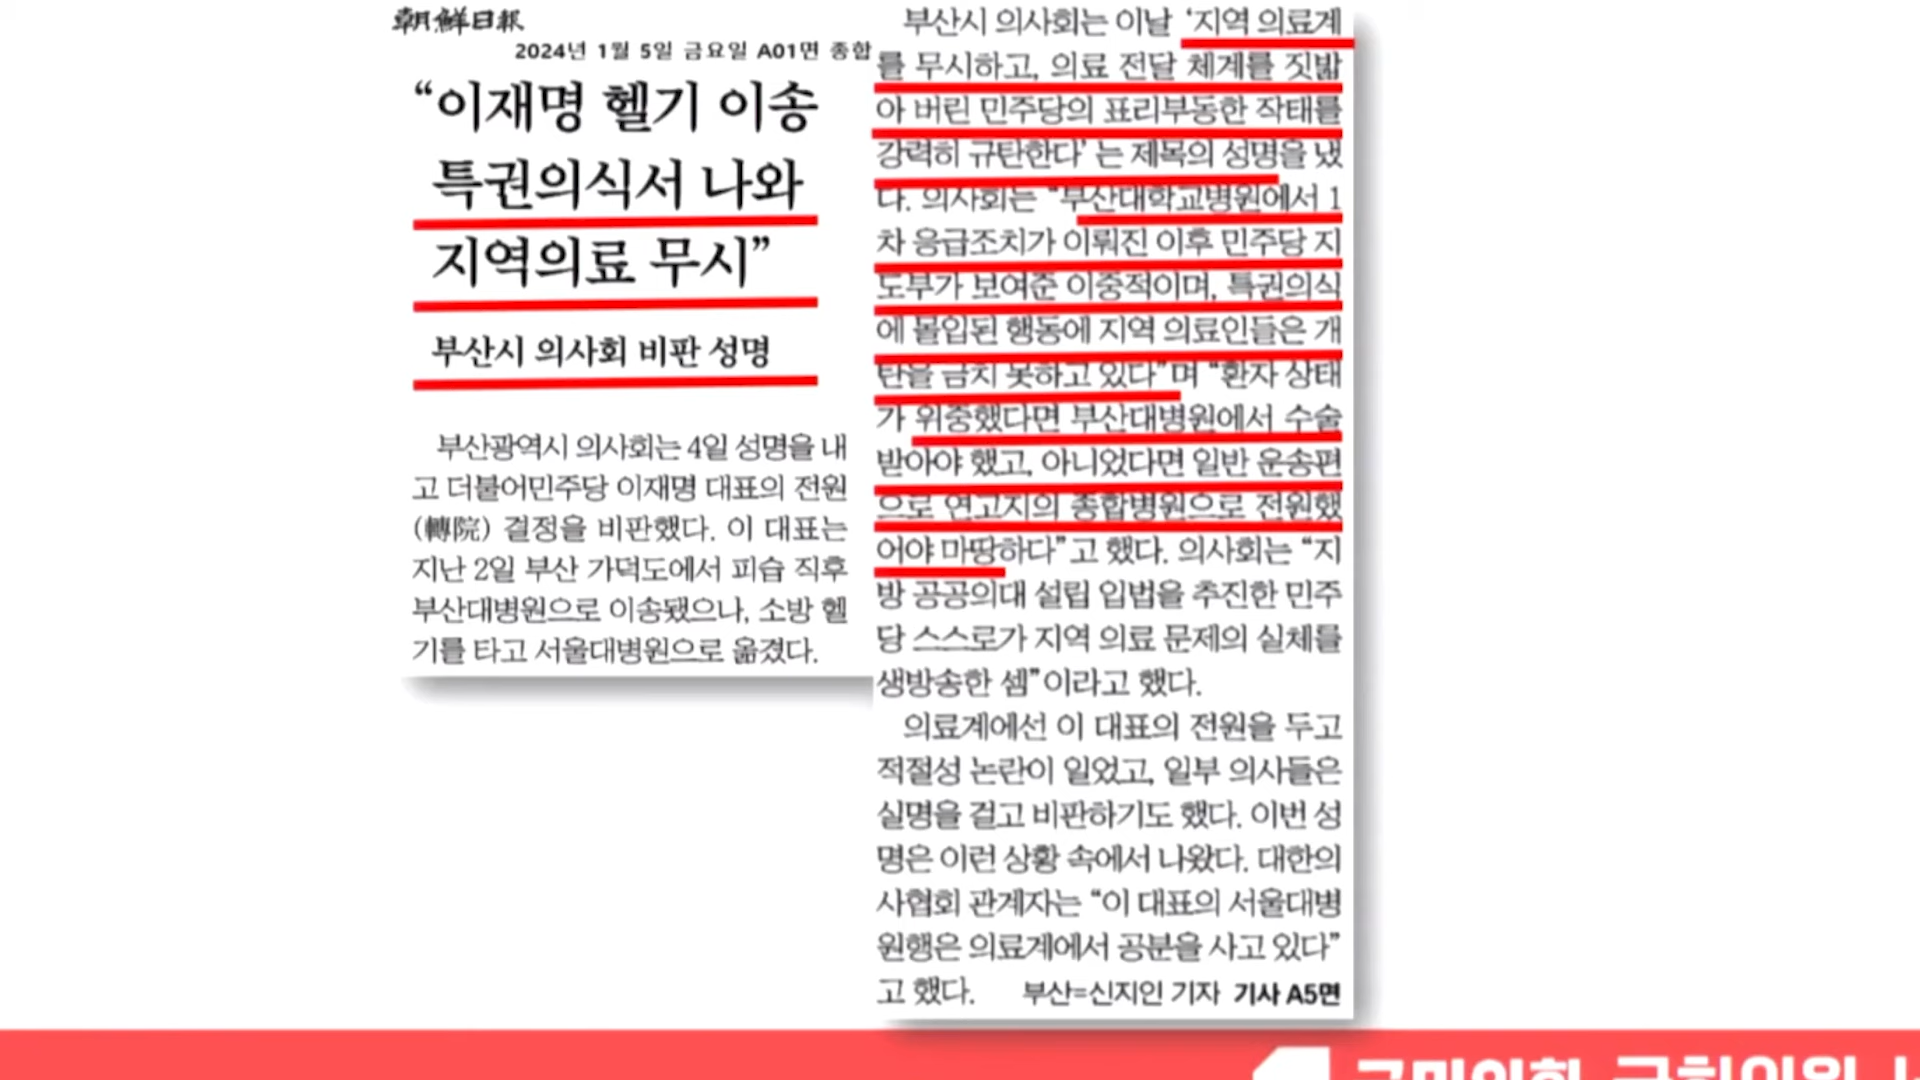 朝鮮日報
2024년 1월 5일 금요일 A01면 종합
“이재명 헬기 이송
특권의식서 나와
지역의료 무시”
부산시 의사회 비판 성명
부산광역시 의사회는 4일 성명을 내
고 더불어민주당 이재명 대표의 전원
(轉院) 결정을 비판했다. 이 대표는
지난 2일 부산 가덕도에서 피습 직후
부산대병원으로 이송됐으나, 소방 헬
기를 타고 서울대병원으로 옮겼다.
부산시 의사회는 이날 ‘지역 의료계
를 무시하고, 의료 전달 체계를 짓밟
아 버린 민주당의 표리부동한 작태를
강력히 규탄한다’는 제목의 성명을 냈
다. 의사회는 “부산대학교병원에서 1
차 응급조치가 이뤄진 이후 민주당 지
도부가 보여준 이중적이며, 특권의식
에 몰입된 행동에 지역 의료인들은 개
탄을 금치 못하고 있다”며 “환자 상태
가 위중했다면 부산대병원에서 수술
받아야 했고, 아니었다면 일반 운송편
으로 연고지의 종합병원으로 전원했
어야 마땅하다”고 했다. 의사회는 “지
방 공공의대 설립 입법을 추진한 민주
당 스스로가 지역 의료 문제의 실체를
생방송한 셈”이라고 했다.
의료계에선 이 대표의 전원을 두고
적절성 논란이 일었고, 일부 의사들은
실명을 걸고 비판하기도 했다. 이번 성
명은 이런 상황 속에서 나왔다. 대한의
사협회 관계자는 “이 대표의 서울대병
원행은 의료계에서 공분을 사고 있다”
고 했다. 부산=신지인 기자 기사 A5면
국민의힘 국회의원